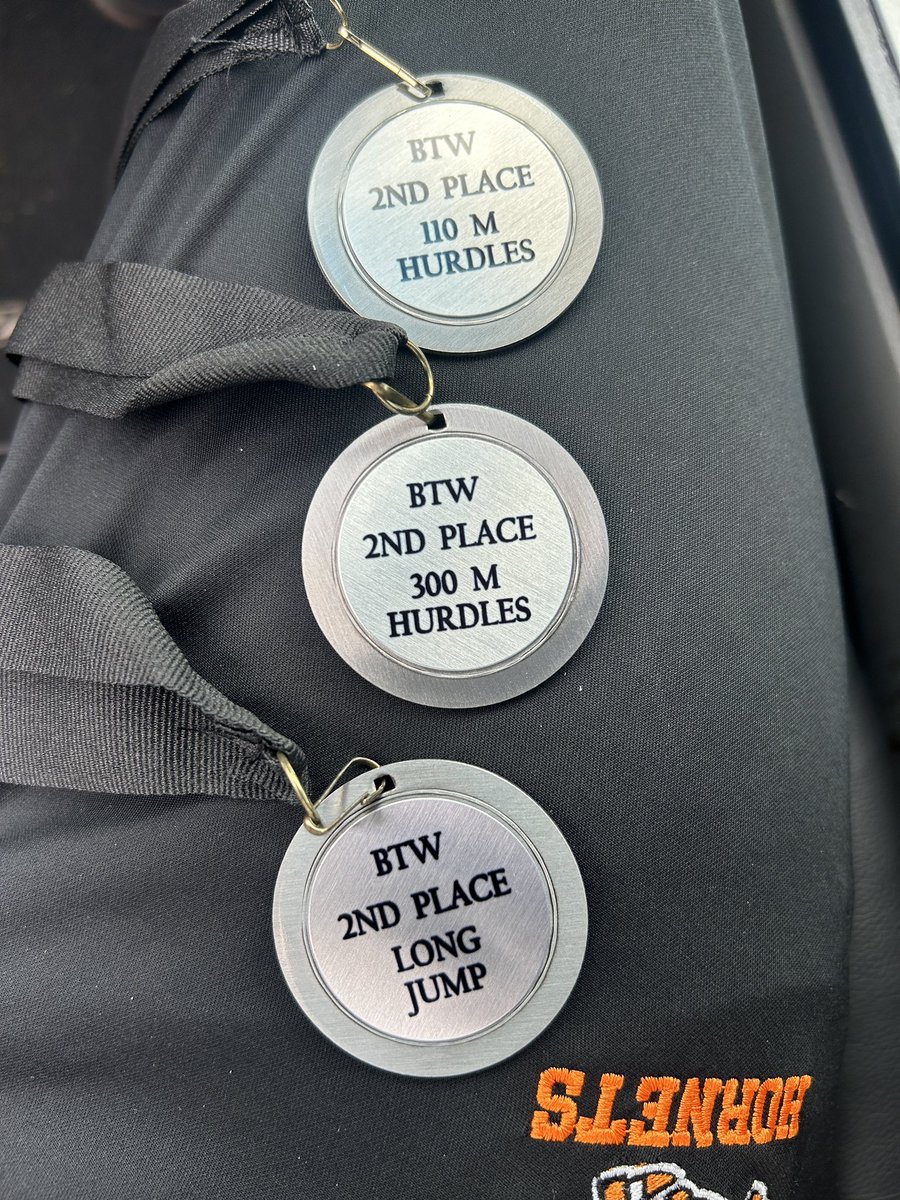 BTW
2ND PLACE
110 M
HURDLES
BTW
2ND PLACE
300 M
HURDLES
BTW
2ND PLACE
LONG
JUMP
HORNETS